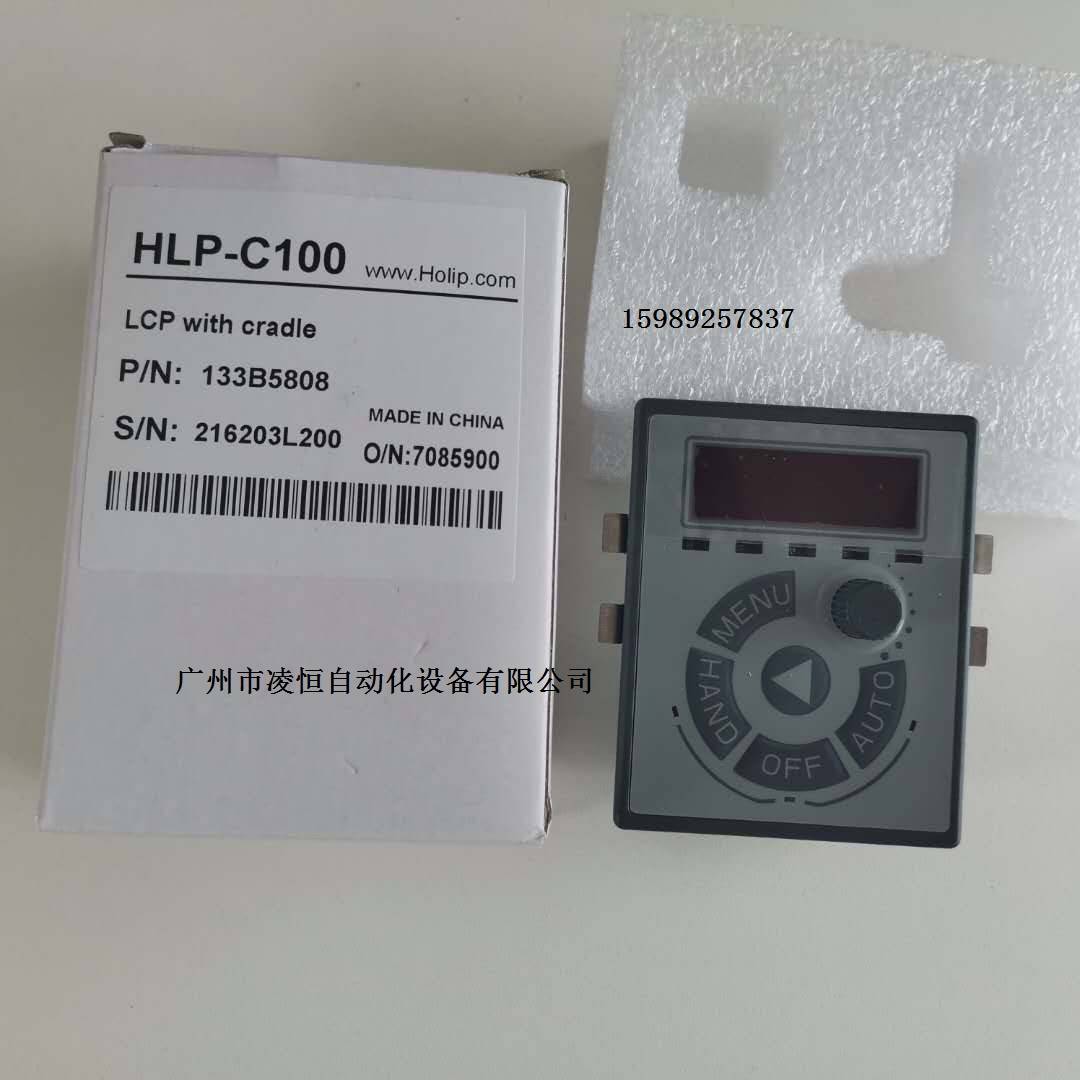 HLP-C100 www.Holip.com
LCP with cradle
P/N: 133B5808
MADE IN CHINA
S/N: 216203L200 O/N:7085900
15989257837
广州市凌恒自动化设备有限公司
MENU
HAND
AUTO
OFF